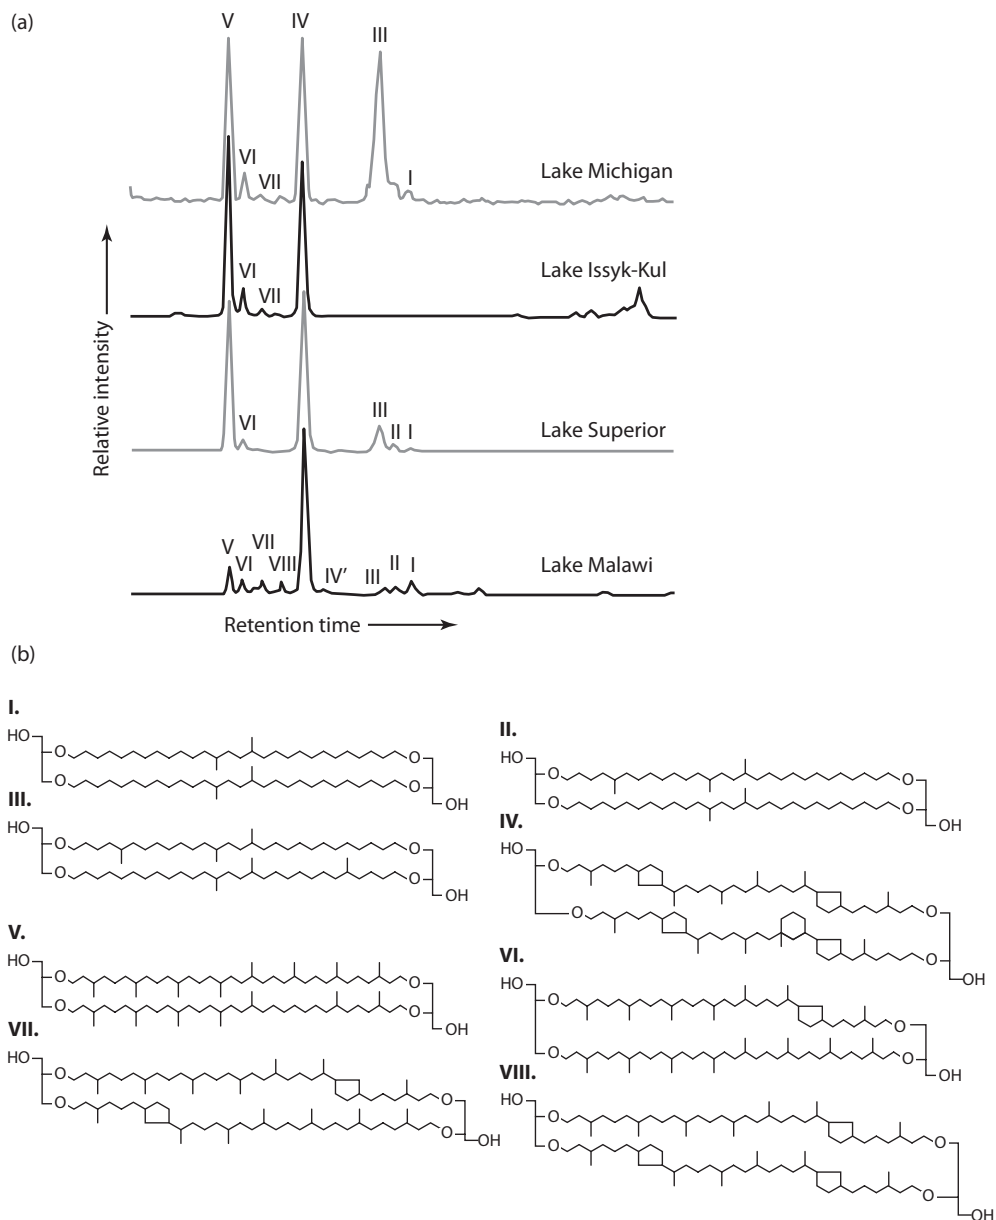 (a)
V
IV
III
VI
VII
I
Lake Michigan
VI
VII
Lake Issyk-Kul
VI
III
II
I
Lake Superior
V
VI
VII
VIII
IV′
III
II
I
Lake Malawi
Relative intensity
Retention time
(b)
I.
HO
O
O
O
O
OH
II.
HO
O
O
O
O
OH
III.
HO
O
O
O
O
OH
IV.
HO
O
O
O
O
OH
V.
HO
O
O
O
O
OH
VI.
HO
O
O
O
O
OH
VII.
HO
O
O
O
O
OH
VIII.
HO
O
O
O
O
OH